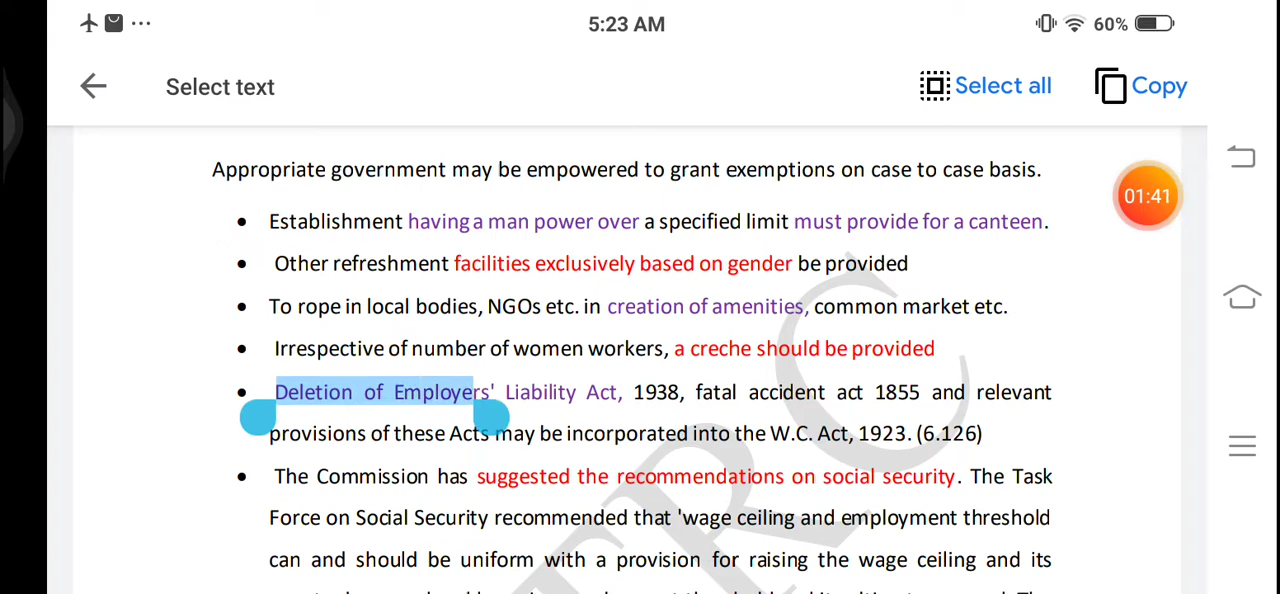 ... 5:23 AM 60%
Select text Select all Copy
Appropriate government may be empowered to grant exemptions on case to case basis.
01:41
• Establishment having a man power over a specified limit must provide for a canteen.
• Other refreshment facilities exclusively based on gender be provided
• To rope in local bodies, NGOs etc. in creation of amenities, common market etc.
• Irrespective of number of women workers, a creche should be provided
• Deletion of Employers' Liability Act, 1938, fatal accident act 1855 and relevant
provisions of these Acts may be incorporated into the W.C. Act, 1923. (6.126)
• The Commission has suggested the recommendations on social security. The Task
Force on Social Security recommended that 'wage ceiling and employment threshold
can and should be uniform with a provision for raising the wage ceiling and its
TRC